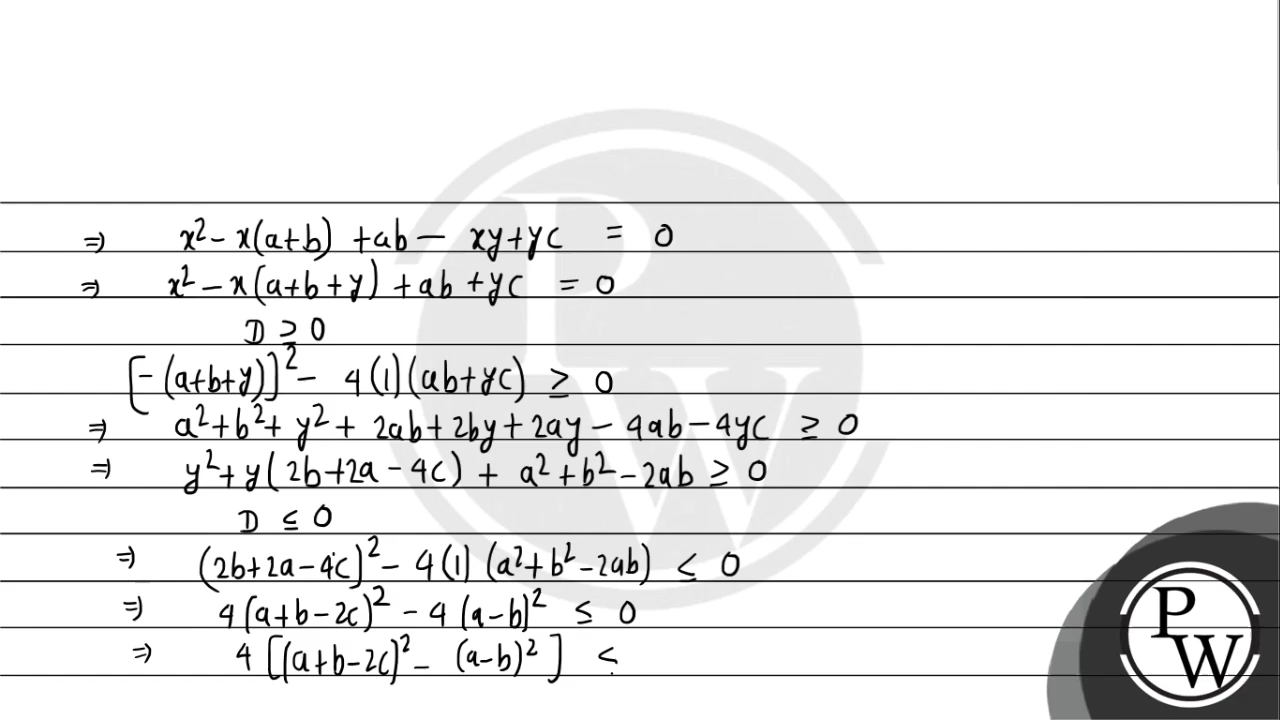 ⇒ x² - x(a+b) + ab - xy + yc = 0
⇒ x² - x(a+b+y) + ab + yc = 0
D ≥ 0
[-(a+b+y)]² - 4(1)(ab+yc) ≥ 0
⇒ a² + b² + y² + 2ab + 2by + 2ay - 4ab - 4yc ≥ 0
⇒ y² + y(2b+2a-4c) + a² + b² - 2ab ≥ 0
D ≤ 0
⇒ (2b+2a-4c)² - 4(1)(a²+b²-2ab) ≤ 0
⇒ 4(a+b-2c)² - 4(a-b)² ≤ 0
⇒ 4[(a+b-2c)² - (a-b)²] ≤
P
W
P
W